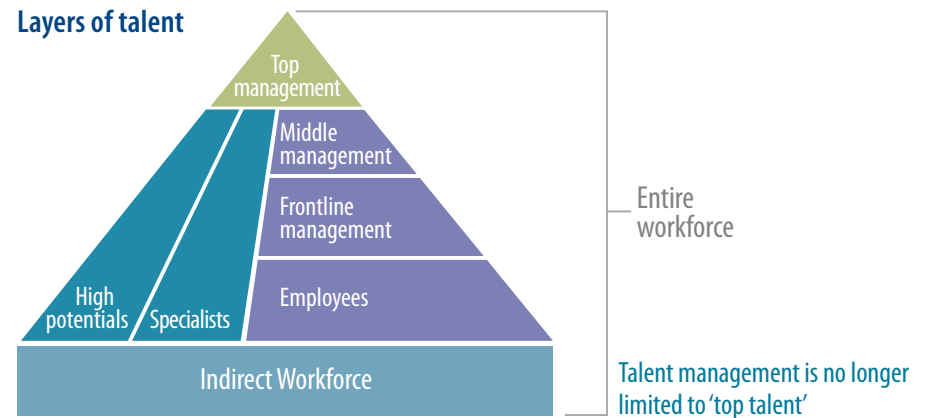 Layers of talent
Top
management
Middle
management
Frontline
management
Employees
High
potentials
Specialists
Indirect Workforce
Entire
workforce
Talent management is no longer
limited to ‘top talent’